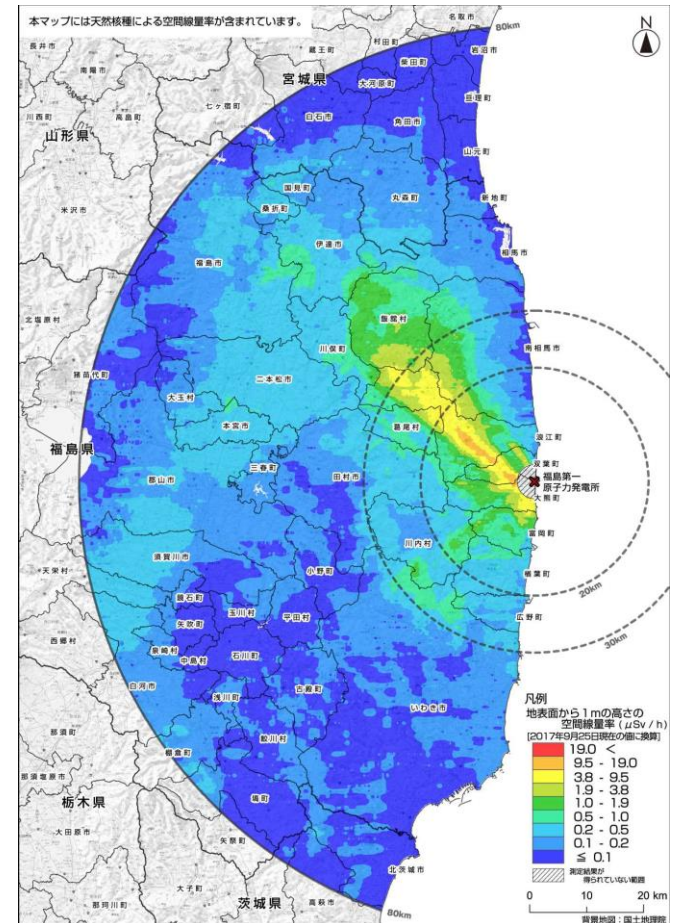 本マップには天然核種による空間線量率が含まれています。
N
80km
名取市
岩沼市
村田町
柴田町
蔵王町
長井市
宮城県
大河原町
南陽市
亘理町
七ヶ宿町
白石市
角田市
川西町
高畠町
山形県
山元町
国見町
丸森町
新地町
桑折町
米沢市
伊達市
相馬市
福島市
飯舘村
北塩原村
川俣町
南相馬市
猪苗代町
二本松市
大玉村
本宮市
葛尾村
浪江町
福島県
三春町
双葉町
田村市
福島第一
原子力発電所
郡山市
大熊町
富岡町
川内村
須賀川市
天栄村
小野町
楢葉町
20km
鏡石町
玉川村
平田村
広野町
矢吹町
30km
西郷村
泉崎村
中島村
石川町
白河市
古殿町
浅川町
いわき市
那須町
鮫川村
棚倉町
那須塩原市
塙町
栃木県
大田原市
矢祭町
北茨城市
大子町
那珂川町
茨城県
高萩市
80km
凡例
地表面から1mの高さの
空間線量率(μSv/h)
[2017年9月25日現在の値に換算]
19.0 <
9.5 - 19.0
3.8 - 9.5
1.9 - 3.8
1.0 - 1.9
0.5 - 1.0
0.2 - 0.5
0.1 - 0.2
≦ 0.1
測定結果が
得られていない範囲
0 10 20 km
背景地図：国土地理院